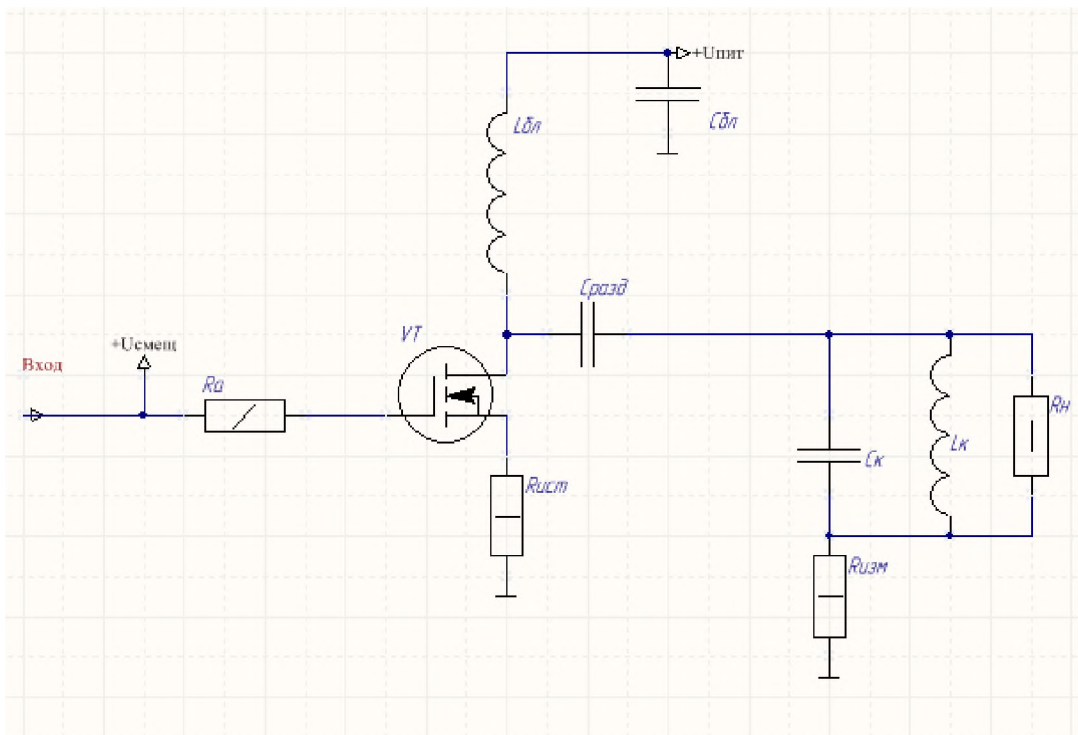 +Uпит
Cбл
Lбл
Cразд
VT
+Uсмещ
Вход
Ra
Rн
Lк
Cк
Rист
Rизм